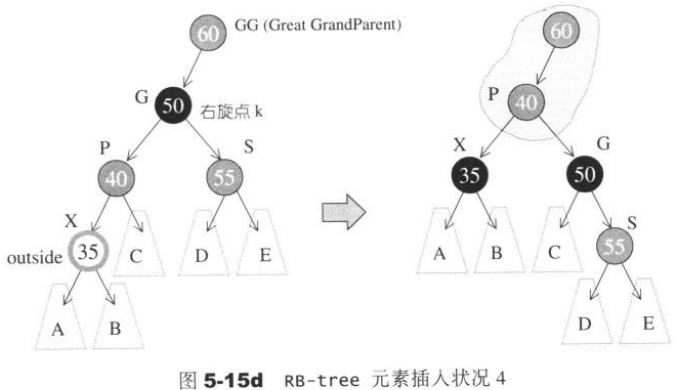 60 GG (Great GrandParent)
G 50 右旋点 k
P 40
S 55
X
outside 35
C D E
A B
60
P 40
X 35
G 50
A B C
S 55
D E
图 5-15d RB-tree 元素插入状况 4